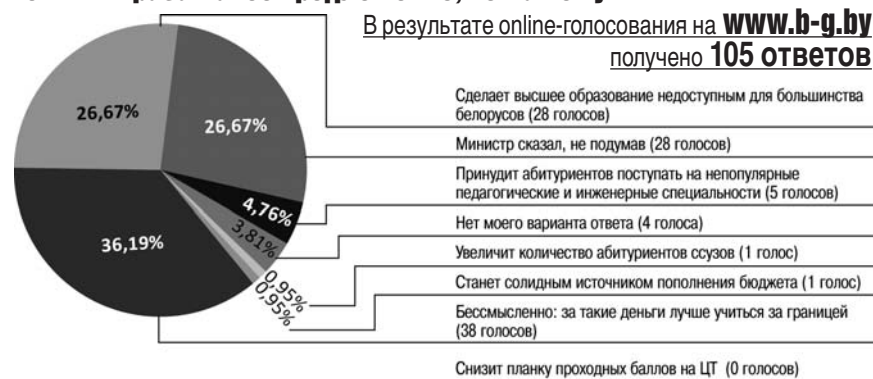 В результате online-голосования на www.b-g.by
получено 105 ответов
26,67%
26,67%
4,76%
3,81%
0,95%
0,95%
36,19%
Сделает высшее образование недоступным для большинства
белорусов (28 голосов)
Министр сказал, не подумав (28 голосов)
Принудит абитуриентов поступать на непопулярные
педагогические и инженерные специальности (5 голосов)
Нет моего варианта ответа (4 голоса)
Увеличит количество абитуриентов ссузов (1 голос)
Станет солидным источником пополнения бюджета (1 голос)
Бессмысленно: за такие деньги лучше учиться за границей
(38 голосов)
Снизит планку проходных баллов на ЦТ (0 голосов)